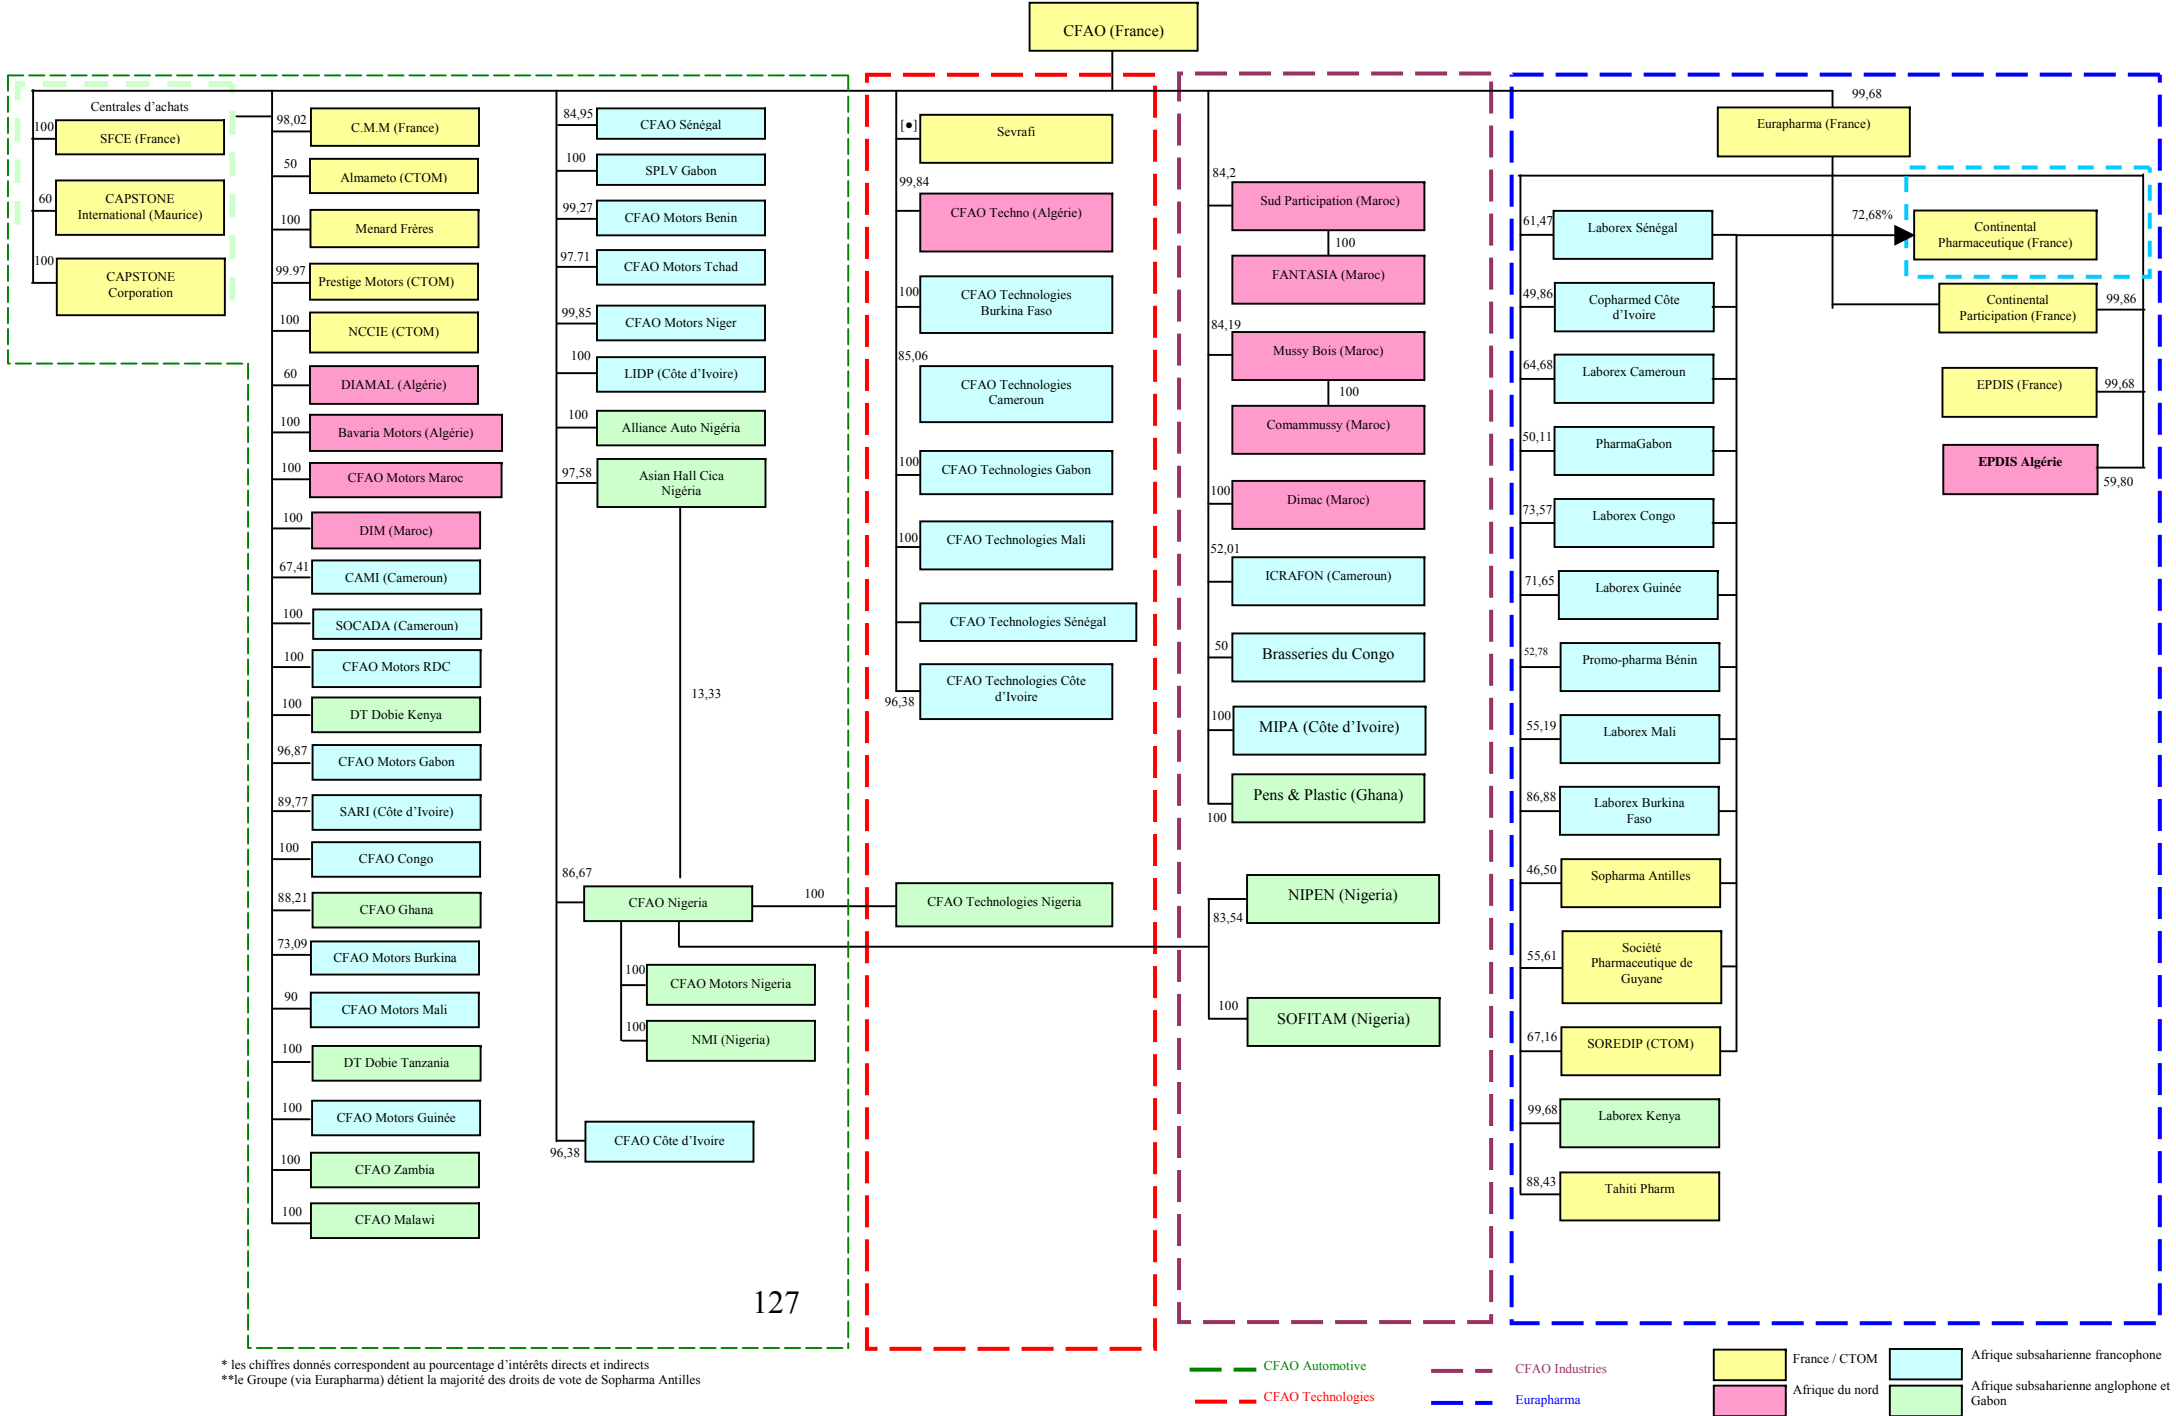 CFAO (France)
Centrales d'achats
100
SFCE (France)
60
CAPSTONE
International (Maurice)
100
CAPSTONE
Corporation
98,02
C.M.M (France)
50
Almameto (CTOM)
100
Menard Frères
99.97
Prestige Motors (CTOM)
100
NCCIE (CTOM)
60
DIAMAL (Algérie)
100
Bavaria Motors (Algérie)
100
CFAO Motors Maroc
100
DIM (Maroc)
67,41
CAMI (Cameroun)
100
SOCADA (Cameroun)
100
CFAO Motors RDC
100
DT Dobie Kenya
96,87
CFAO Motors Gabon
89,77
SARI (Côte d'Ivoire)
100
CFAO Congo
88,21
CFAO Ghana
73,09
CFAO Motors Burkina
90
CFAO Motors Mali
100
DT Dobie Tanzania
100
CFAO Motors Guinée
100
CFAO Zambia
100
CFAO Malawi
84,95
CFAO Sénégal
100
SPLV Gabon
99,27
CFAO Motors Benin
97.71
CFAO Motors Tchad
99,85
CFAO Motors Niger
100
LIDP (Côte d'Ivoire)
100
Alliance Auto Nigéria
97,58
Asian Hall Cica
Nigéria
13,33
86,67
CFAO Nigeria
100
100
CFAO Motors Nigeria
100
NMI (Nigeria)
96,38
CFAO Côte d'Ivoire
127
[●]
Sevrafi
99,84
CFAO Techno (Algérie)
100
CFAO Technologies
Burkina Faso
85,06
CFAO Technologies
Cameroun
100
CFAO Technologies Gabon
100
CFAO Technologies Mali
CFAO Technologies Sénégal
96,38
CFAO Technologies Côte
d'Ivoire
CFAO Technologies Nigeria
84,2
Sud Participation (Maroc)
100
FANTASIA (Maroc)
84,19
Mussy Bois (Maroc)
100
Comammussy (Maroc)
100
Dimac (Maroc)
52,01
ICRAFON (Cameroun)
50
Brasseries du Congo
100
MIPA (Côte d'Ivoire)
100
Pens & Plastic (Ghana)
83,54
NIPEN (Nigeria)
100
SOFITAM (Nigeria)
99,68
Eurapharma (France)
61,47
Laborex Sénégal
72,68%
Continental
Pharmaceutique (France)
49,86
Copharmed Côte
d'Ivoire
Continental
Participation (France)
99,86
64,68
Laborex Cameroun
EPDIS (France)
99,68
50,11
PharmaGabon
EPDIS Algérie
59,80
73,57
Laborex Congo
71,65
Laborex Guinée
52,78
Promo-pharma Bénin
55,19
Laborex Mali
86,88
Laborex Burkina
Faso
46,50
Sopharma Antilles
55,61
Société
Pharmaceutique de
Guyane
67,16
SOREDIP (CTOM)
99,68
Laborex Kenya
88,43
Tahiti Pharm
* les chiffres donnés correspondent au pourcentage d'intérêts directs et indirects
**le Groupe (via Eurapharma) détient la majorité des droits de vote de Sopharma Antilles
CFAO Automotive
CFAO Technologies
CFAO Industries
Eurapharma
France / CTOM
Afrique du nord
Afrique subsaharienne francophone
Afrique subsaharienne anglophone et
Gabon